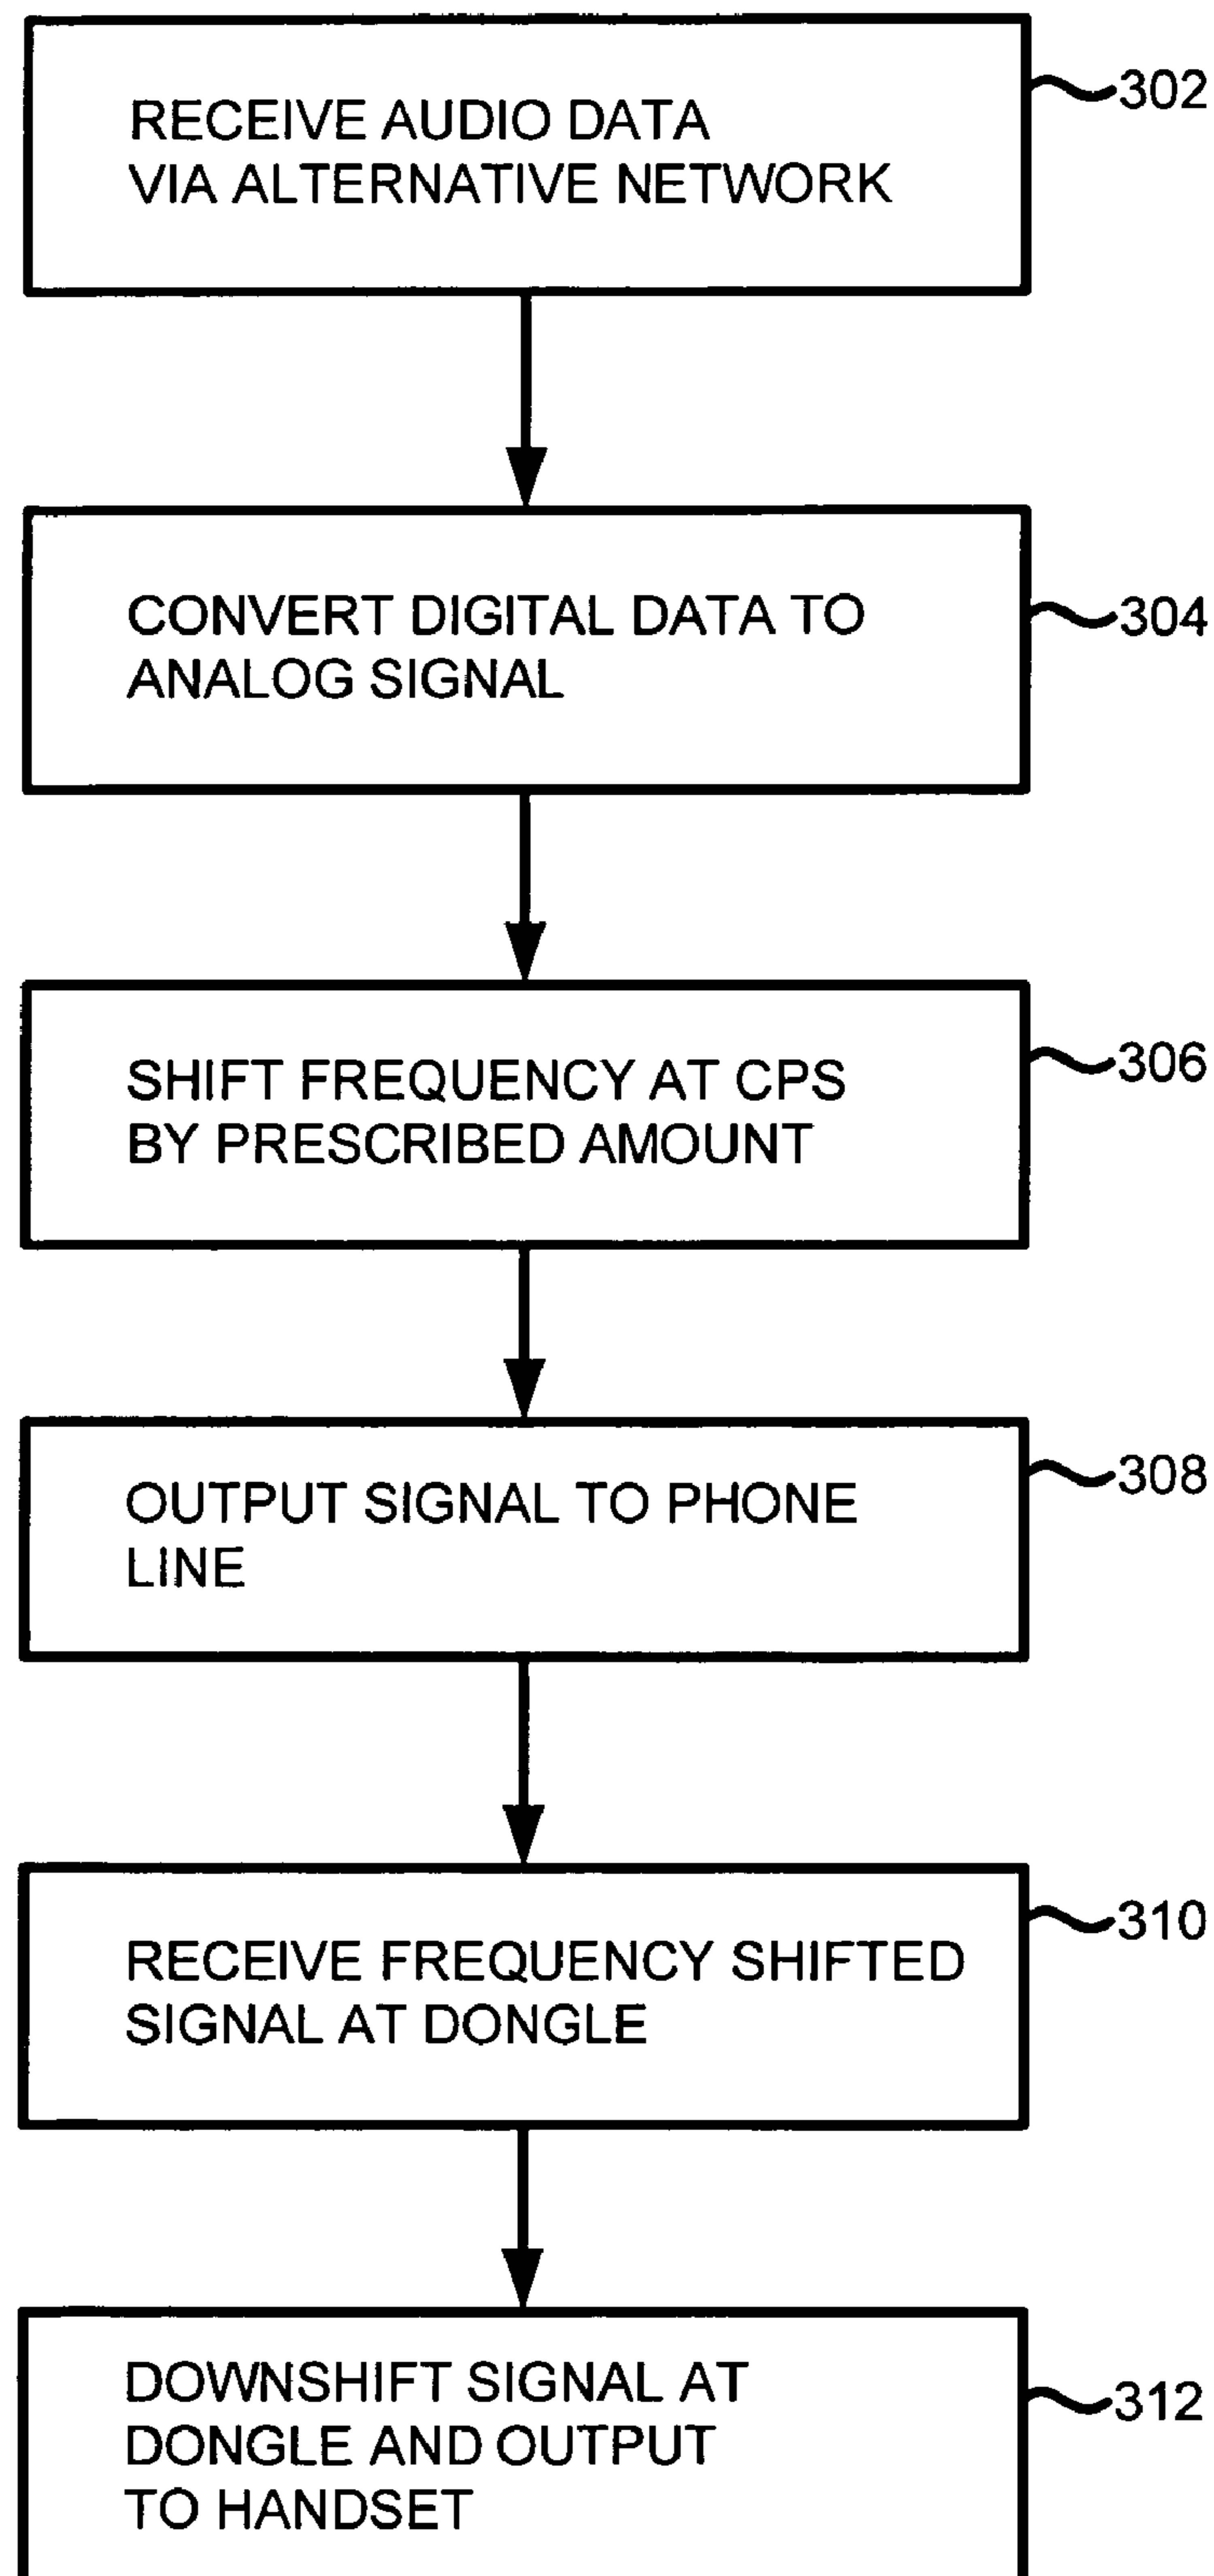 RECEIVE AUDIO DATA
VIA ALTERNATIVE NETWORK
302
CONVERT DIGITAL DATA TO
ANALOG SIGNAL
304
SHIFT FREQUENCY AT CPS
BY PRESCRIBED AMOUNT
306
OUTPUT SIGNAL TO PHONE
LINE
308
RECEIVE FREQUENCY SHIFTED
SIGNAL AT DONGLE
310
DOWNSHIFT SIGNAL AT
DONGLE AND OUTPUT
TO HANDSET
312